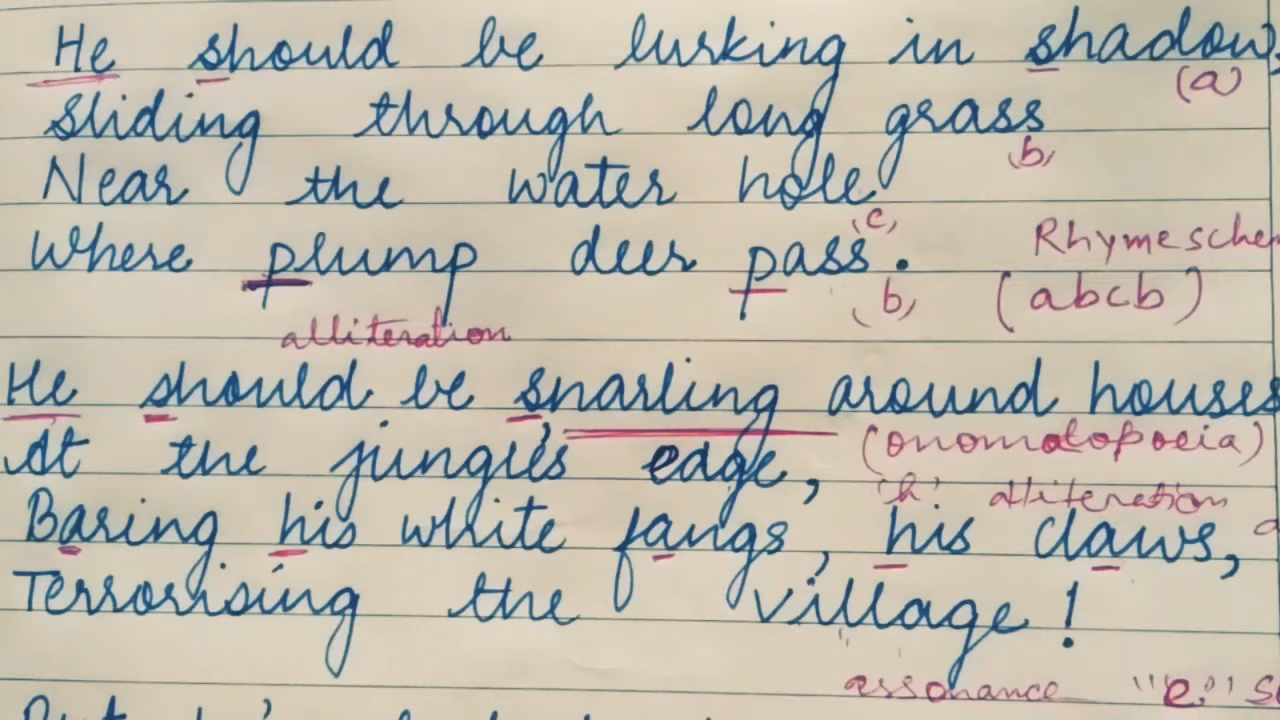 He should be lurking in shadow,
(a)
Sliding through long grass
(b)
Near the water hole
(c)
Where plump deer pass.
Rhyme schem
(b)
(abcb)
alliteration
He should be snarling around houses
(onomatopoeia)
At the jungle's edge,
'h' alliteration
Baring his white fangs, his claws,
Terrorising the village!
assonance "e"